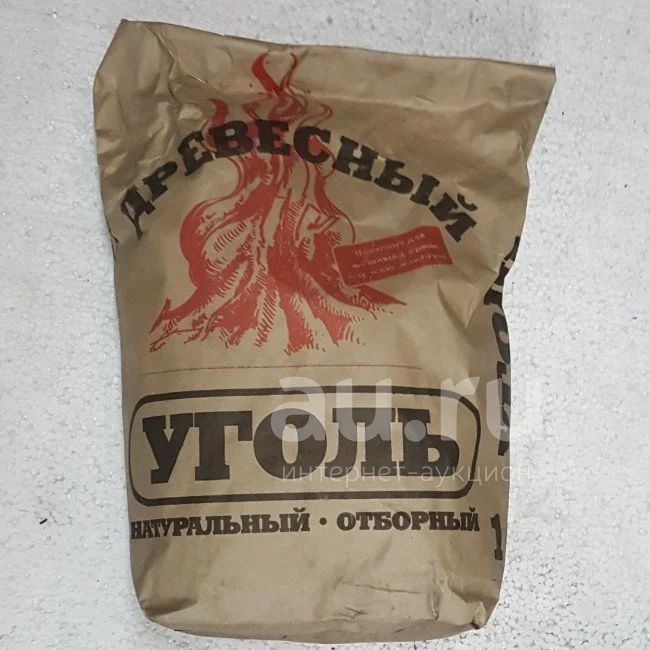 ДРЕВЕСНЫЙ
УГОЛЬ
НАТУРАЛЬНЫЙ · ОТБОРНЫЙ
au.ru
интернет-аукцион